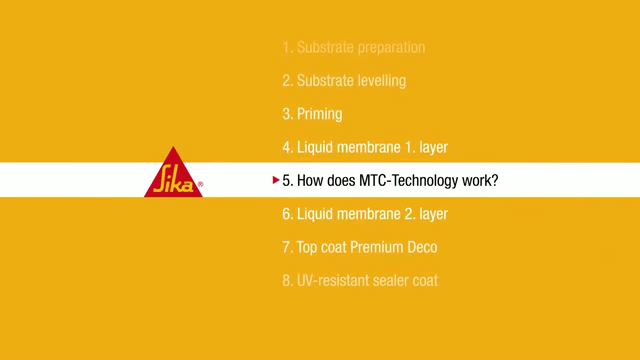 1. Substrate preparation
2. Substrate levelling
3. Priming
4. Liquid membrane 1. layer
Sika®
5. How does MTC-Technology work?
6. Liquid membrane 2. layer
7. Top coat Premium Deco
8. UV-resistant sealer coat